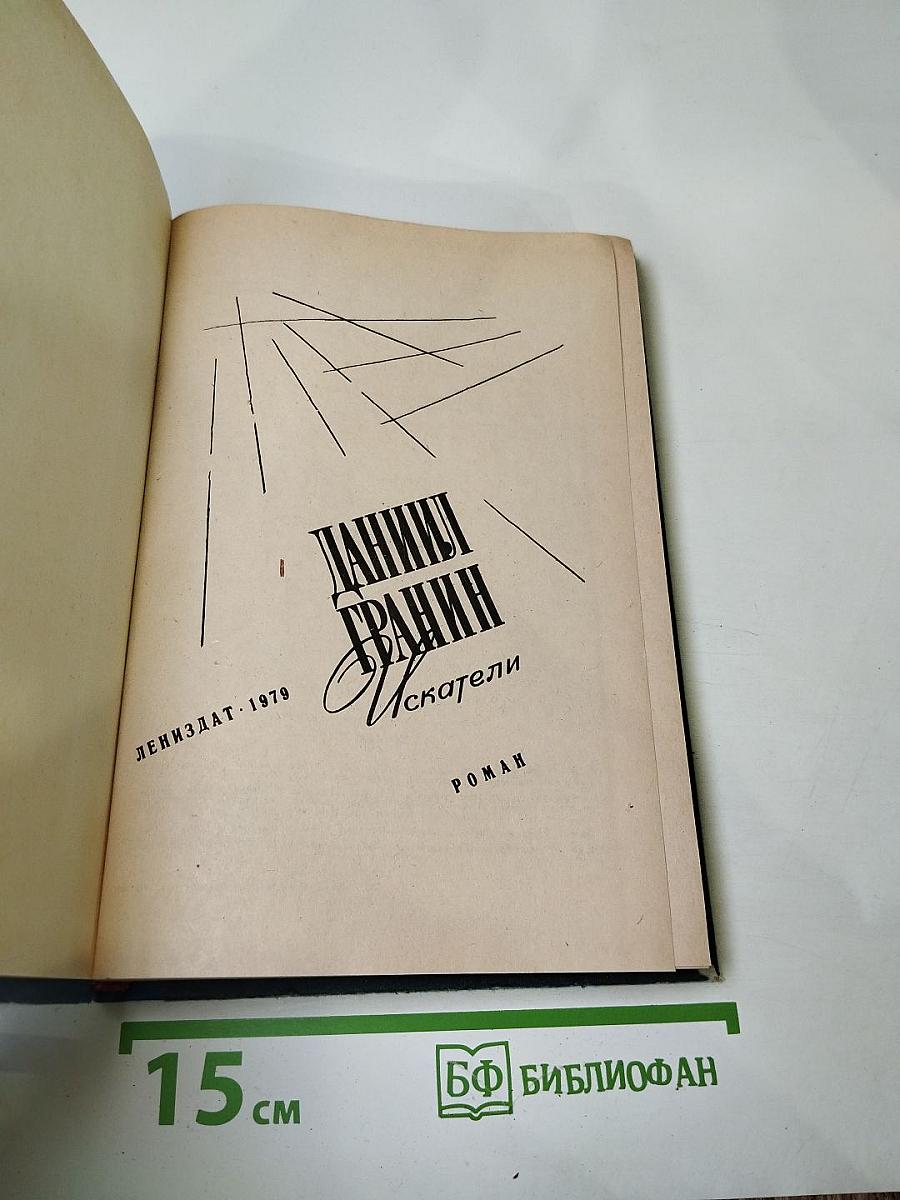 ДАНИИЛ
ГРАНИН
Искатели
ЛЕНИЗДАТ · 1979
РОМАН
15 см
БФ БИБЛИОФАН